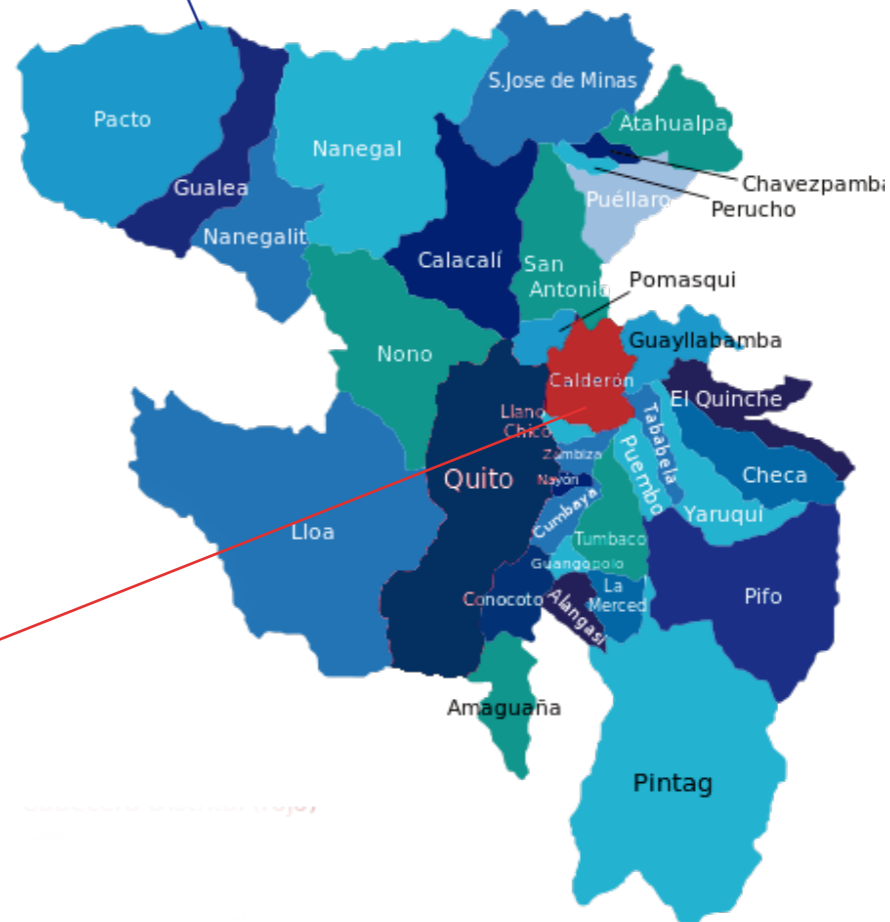 S.Jose de Minas
Pacto
Atahualpa
Nanegal
Gualea
Chavezpamba
Puéllaro
Perucho
Nanegalit
Calacalí
San
Antonio
Pomasqui
Guayllabamba
Nono
Calderón
El Quinche
Llano
Chico
Tababela
Zambiza
Puembo
Checa
Quito
Nayón
Cumbaya
Yaruquí
Lloa
Tumbaco
Guangopolo
La
Merced
Pifo
Conocoto
Alangasi
Amaguaña
Pintag